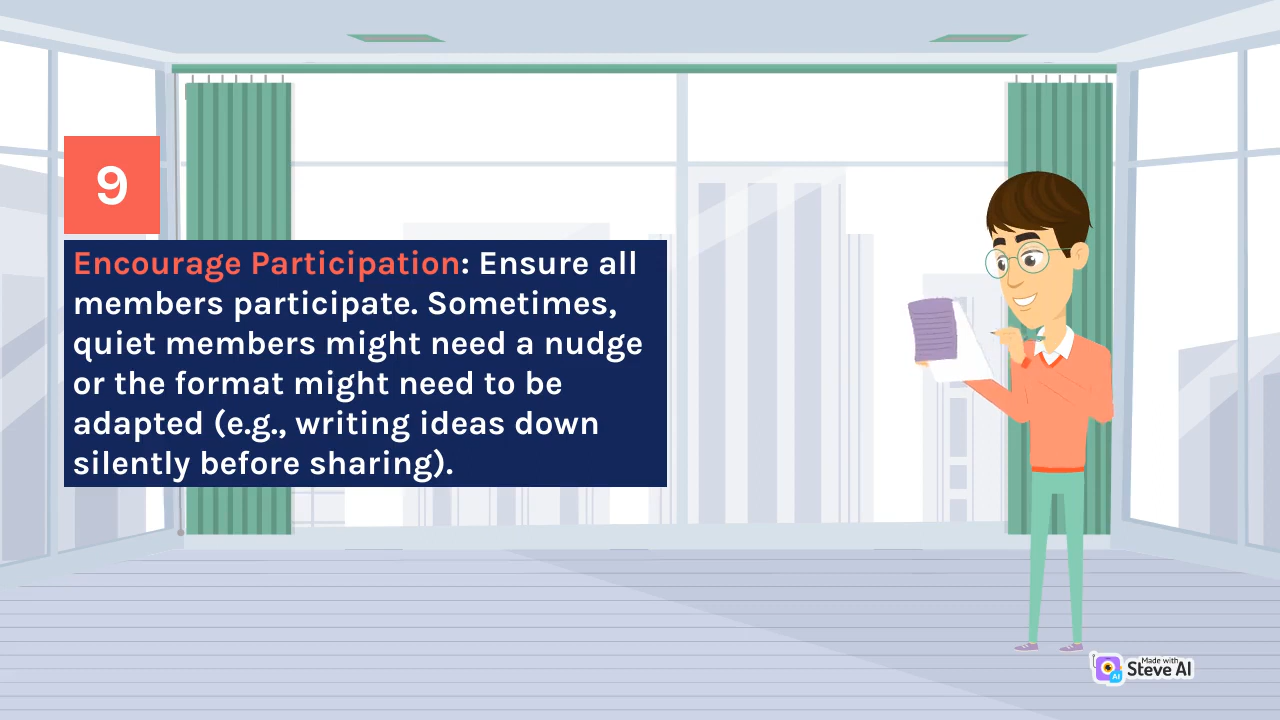 9
Encourage Participation: Ensure all
members participate. Sometimes,
quiet members might need a nudge
or the format might need to be
adapted (e.g., writing ideas down
silently before sharing).
Made with
Steve AI
AI